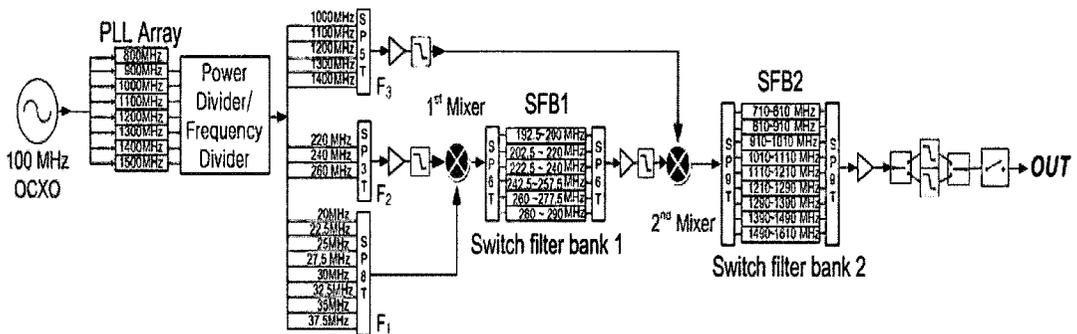 PLL Array
800MHz
900MHz
1000MHz
1100MHz
1200MHz
1300MHz
1400MHz
1500MHz
100 MHz
OCXO
Power
Divider/
Frequency
Divider
1000MHz
1100MHz
1200MHz
1300MHz
1400MHz
SP5T
F3
220 MHz
240 MHz
260 MHz
SP3T
F2
20MHz
22.5MHz
25MHz
27.5 MHz
30MHz
32.5MHz
35MHz
37.5MHz
SP8T
F1
1st Mixer
SFB1
SP6T
192.5~200 MHz
202.5 ~ 220 MHz
222.5 ~ 240 MHz
242.5~257.5 MHz
260 ~277.5 MHz
280 ~ 290 MHz
SP6T
Switch filter bank 1
2nd Mixer
SFB2
SP9T
710-810 MHz
810-910 MHz
910-1010 MHz
1010-1110 MHz
1110-1210 MHz
1210-1290 MHz
1290-1390 MHz
1390-1490 MHz
1490-1610 MHz
SP9T
Switch filter bank 2
OUT